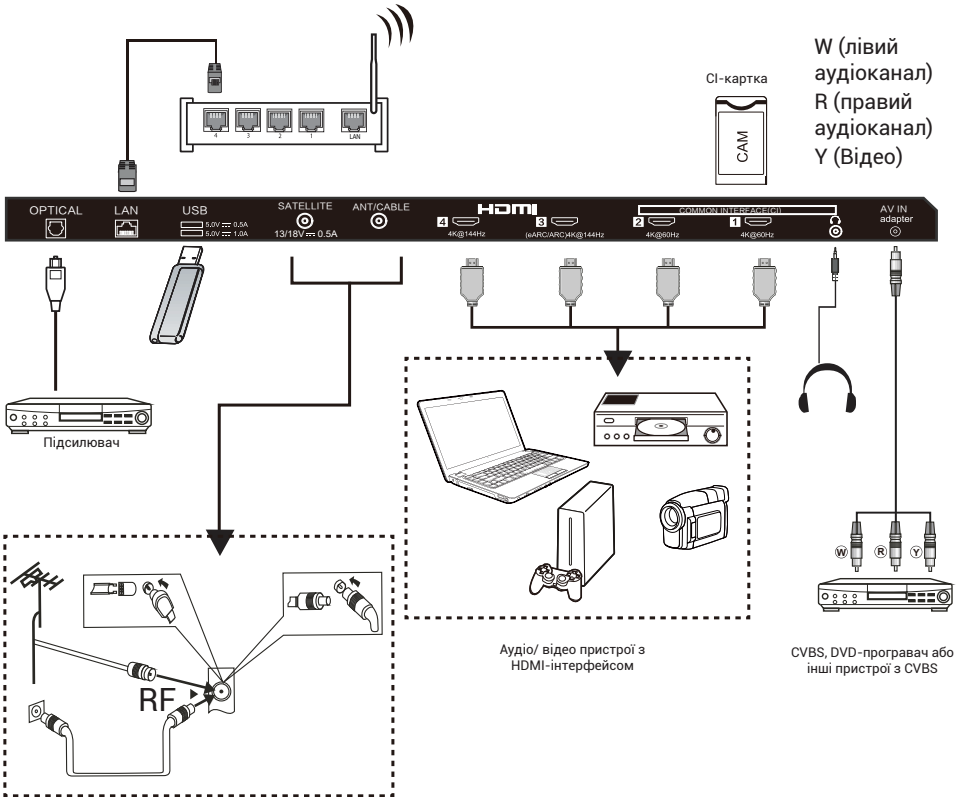 W (лівий
аудіоканал)
R (правий
аудіоканал)
Y (Відео)
CI-картка
CAM
4 3 2 1 LAN
OPTICAL LAN USB SATELLITE ANT/CABLE HDMI COMMON INTERFACE(CI) AV IN
adapter
5.0V ⎓ 0.5A
5.0V ⎓ 1.0A
13/18V ⎓ 0.5A
4 3 2 1
4K@144Hz (eARC/ARC)4K@144Hz 4K@60Hz 4K@60Hz
Підсилювач
W R Y
RF
Аудіо/ відео пристрої з
HDMI-інтерфейсом
CVBS, DVD-програвач або
інші пристрої з CVBS